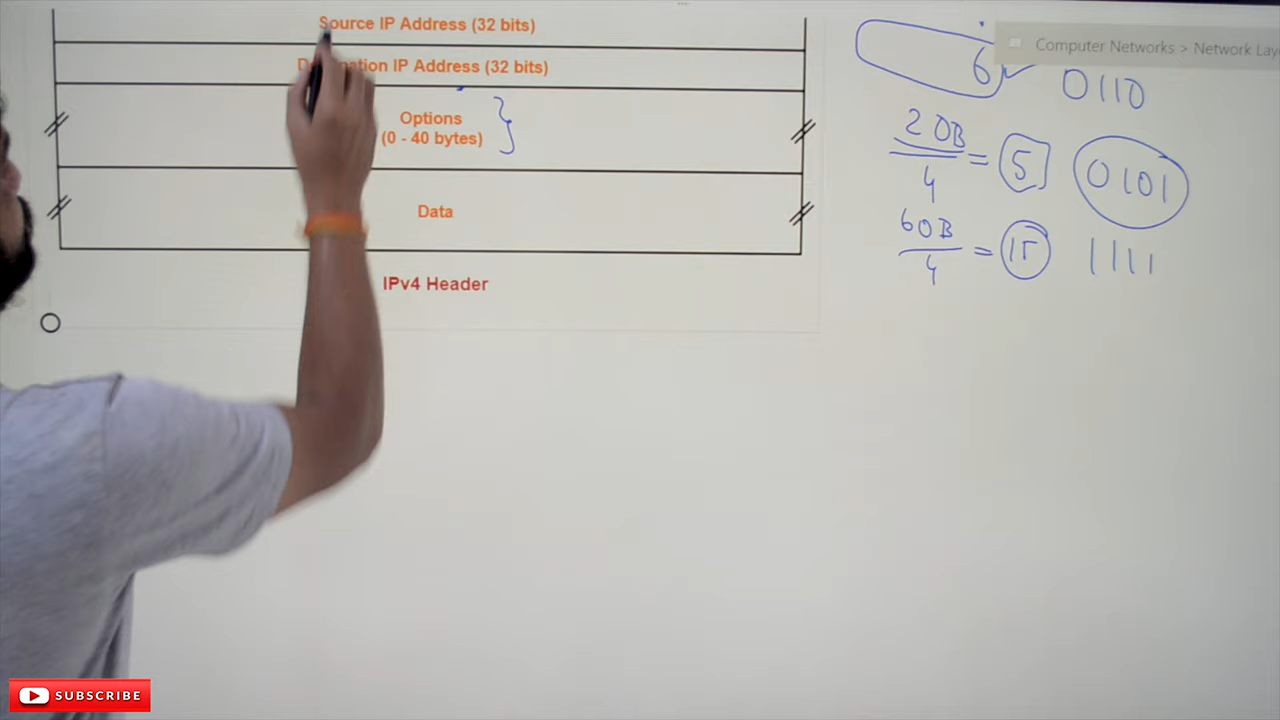 Source IP Address (32 bits)
IP Address (32 bits)
Options
(0 - 40 bytes)
Data
IPv4 Header
Computer Networks > Network Lay
6
0110
20B
4
= 5
0101
60B
4
= 15
1111
SUBSCRIBE